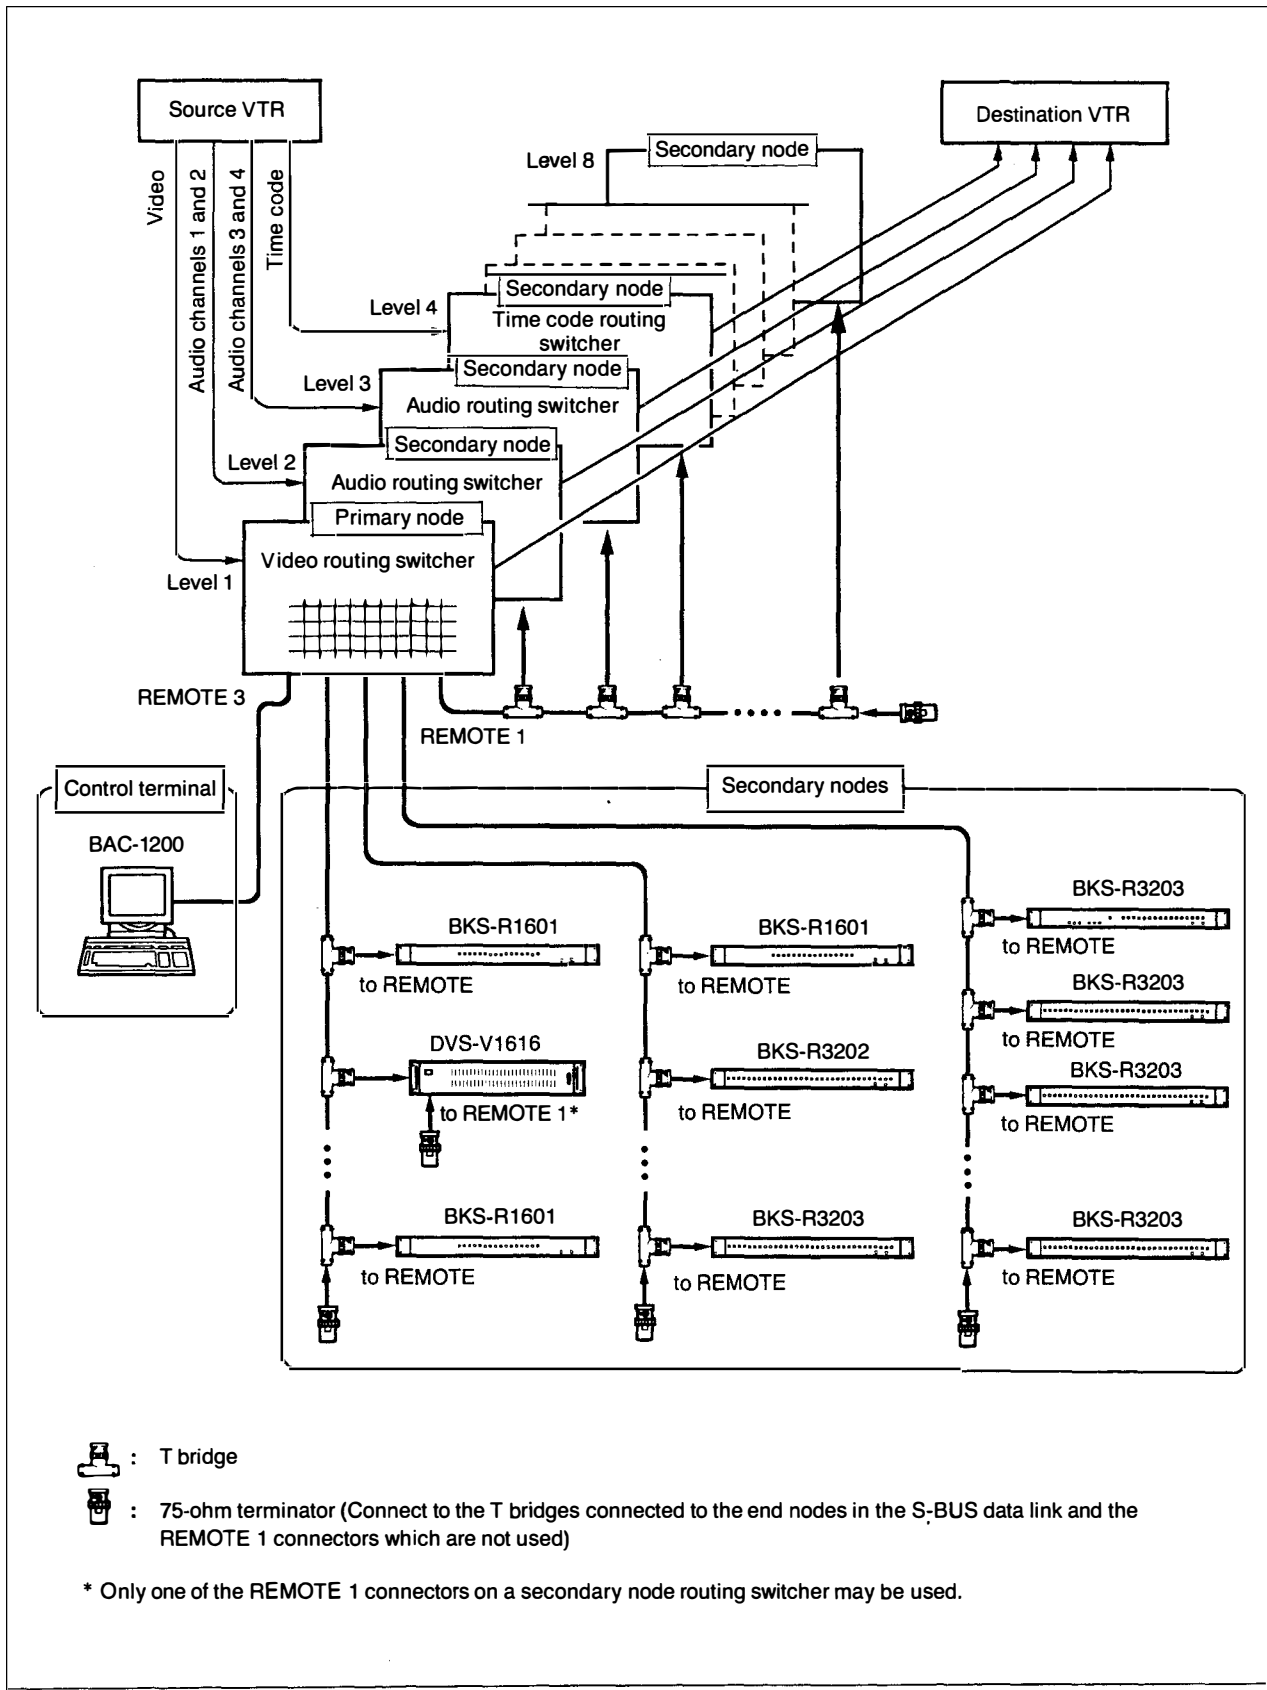 Source VTR
Destination VTR
Level 8
Secondary node
Video
Audio channels 1 and 2
Audio channels 3 and 4
Time code
Level 4
Secondary node
Time code routing
switcher
Level 3
Secondary node
Audio routing switcher
Level 2
Secondary node
Audio routing switcher
Primary node
Video routing switcher
Level 1
REMOTE 3
REMOTE 1
Control terminal
BAC-1200
Secondary nodes
BKS-R1601
to REMOTE
DVS-V1616
to REMOTE 1*
BKS-R1601
to REMOTE
BKS-R1601
to REMOTE
BKS-R3202
to REMOTE
BKS-R3203
to REMOTE
BKS-R3203
to REMOTE
BKS-R3203
to REMOTE
BKS-R3203
to REMOTE
BKS-R3203
to REMOTE
: T bridge
: 75-ohm terminator (Connect to the T bridges connected to the end nodes in the S-BUS data link and the
REMOTE 1 connectors which are not used)
* Only one of the REMOTE 1 connectors on a secondary node routing switcher may be used.